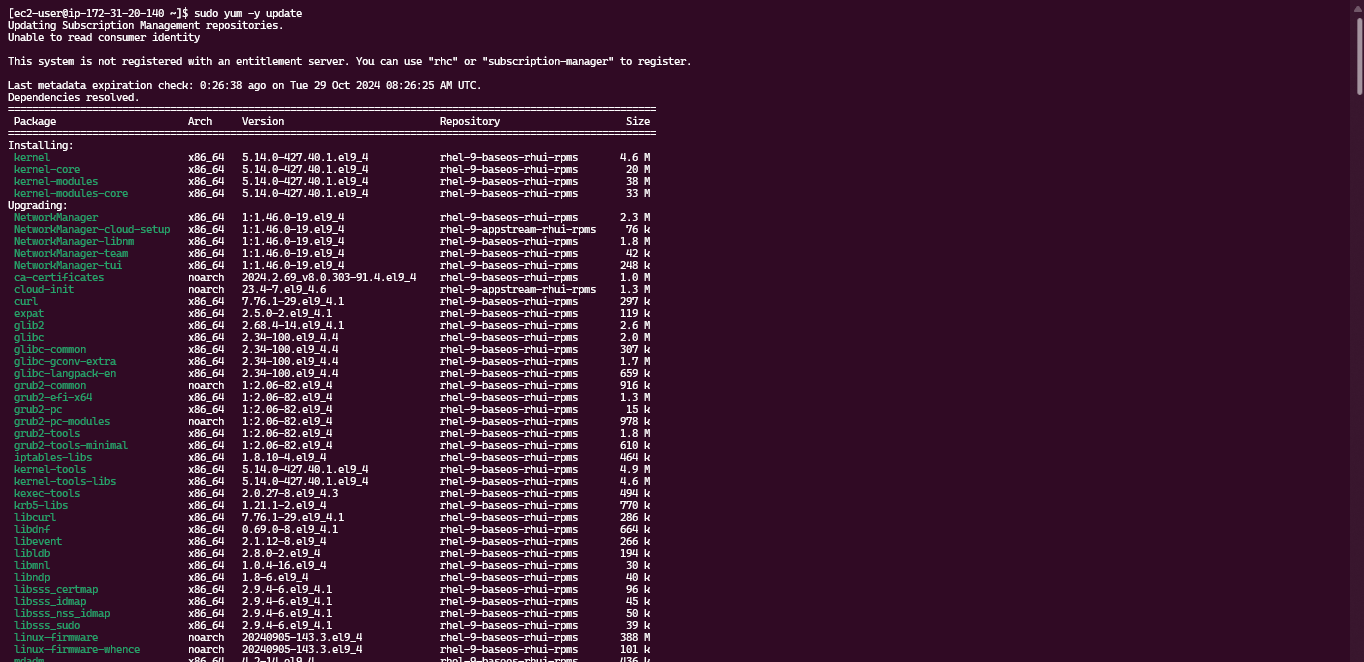 [ec2-user@ip-172-31-20-140 ~]$ sudo yum -y update
Updating Subscription Management repositories.
Unable to read consumer identity
This system is not registered with an entitlement server. You can use "rhc" or "subscription-manager" to register.
Last metadata expiration check: 0:26:38 ago on Tue 29 Oct 2024 08:26:25 AM UTC.
Dependencies resolved.
Package Arch Version Repository Size
Installing:
kernel x86_64 5.14.0-427.40.1.el9_4 rhel-9-baseos-rhui-rpms 4.6 M
kernel-core x86_64 5.14.0-427.40.1.el9_4 rhel-9-baseos-rhui-rpms 20 M
kernel-modules x86_64 5.14.0-427.40.1.el9_4 rhel-9-baseos-rhui-rpms 38 M
kernel-modules-core x86_64 5.14.0-427.40.1.el9_4 rhel-9-baseos-rhui-rpms 33 M
Upgrading:
NetworkManager x86_64 1:1.46.0-19.el9_4 rhel-9-baseos-rhui-rpms 2.3 M
NetworkManager-cloud-setup x86_64 1:1.46.0-19.el9_4 rhel-9-appstream-rhui-rpms 76 k
NetworkManager-libnm x86_64 1:1.46.0-19.el9_4 rhel-9-baseos-rhui-rpms 1.8 M
NetworkManager-team x86_64 1:1.46.0-19.el9_4 rhel-9-baseos-rhui-rpms 42 k
NetworkManager-tui x86_64 1:1.46.0-19.el9_4 rhel-9-baseos-rhui-rpms 248 k
ca-certificates noarch 2024.2.69_v8.0.303-91.4.el9_4 rhel-9-baseos-rhui-rpms 1.0 M
cloud-init noarch 23.4-7.el9_4.6 rhel-9-appstream-rhui-rpms 1.3 M
curl x86_64 7.76.1-29.el9_4.1 rhel-9-baseos-rhui-rpms 297 k
expat x86_64 2.5.0-2.el9_4.1 rhel-9-baseos-rhui-rpms 119 k
glib2 x86_64 2.68.4-14.el9_4.1 rhel-9-baseos-rhui-rpms 2.6 M
glibc x86_64 2.34-100.el9_4.4 rhel-9-baseos-rhui-rpms 2.0 M
glibc-common x86_64 2.34-100.el9_4.4 rhel-9-baseos-rhui-rpms 307 k
glibc-gconv-extra x86_64 2.34-100.el9_4.4 rhel-9-baseos-rhui-rpms 1.7 M
glibc-langpack-en x86_64 2.34-100.el9_4.4 rhel-9-baseos-rhui-rpms 659 k
grub2-common noarch 1:2.06-82.el9_4 rhel-9-baseos-rhui-rpms 916 k
grub2-efi-x64 x86_64 1:2.06-82.el9_4 rhel-9-baseos-rhui-rpms 1.3 M
grub2-pc x86_64 1:2.06-82.el9_4 rhel-9-baseos-rhui-rpms 15 k
grub2-pc-modules noarch 1:2.06-82.el9_4 rhel-9-baseos-rhui-rpms 978 k
grub2-tools x86_64 1:2.06-82.el9_4 rhel-9-baseos-rhui-rpms 1.8 M
grub2-tools-minimal x86_64 1:2.06-82.el9_4 rhel-9-baseos-rhui-rpms 610 k
iptables-libs x86_64 1.8.10-4.el9_4 rhel-9-baseos-rhui-rpms 464 k
kernel-tools x86_64 5.14.0-427.40.1.el9_4 rhel-9-baseos-rhui-rpms 4.9 M
kernel-tools-libs x86_64 5.14.0-427.40.1.el9_4 rhel-9-baseos-rhui-rpms 4.6 M
kexec-tools x86_64 2.0.27-8.el9_4.3 rhel-9-baseos-rhui-rpms 494 k
krb5-libs x86_64 1.21.1-2.el9_4 rhel-9-baseos-rhui-rpms 770 k
libcurl x86_64 7.76.1-29.el9_4.1 rhel-9-baseos-rhui-rpms 286 k
libdnf x86_64 0.69.0-8.el9_4.1 rhel-9-baseos-rhui-rpms 664 k
libevent x86_64 2.1.12-8.el9_4 rhel-9-baseos-rhui-rpms 266 k
libldb x86_64 2.8.0-2.el9_4 rhel-9-baseos-rhui-rpms 194 k
libmnl x86_64 1.0.4-16.el9_4 rhel-9-baseos-rhui-rpms 30 k
libndp x86_64 1.8-6.el9_4 rhel-9-baseos-rhui-rpms 40 k
libsss_certmap x86_64 2.9.4-6.el9_4.1 rhel-9-baseos-rhui-rpms 96 k
libsss_idmap x86_64 2.9.4-6.el9_4.1 rhel-9-baseos-rhui-rpms 45 k
libsss_nss_idmap x86_64 2.9.4-6.el9_4.1 rhel-9-baseos-rhui-rpms 50 k
libsss_sudo x86_64 2.9.4-6.el9_4.1 rhel-9-baseos-rhui-rpms 39 k
linux-firmware noarch 20240905-143.3.el9_4 rhel-9-baseos-rhui-rpms 388 M
linux-firmware-whence noarch 20240905-143.3.el9_4 rhel-9-baseos-rhui-rpms 101 k
mdadm x86_64 4.2-14.el9_4 rhel-9-baseos-rhui-rpms 436 k